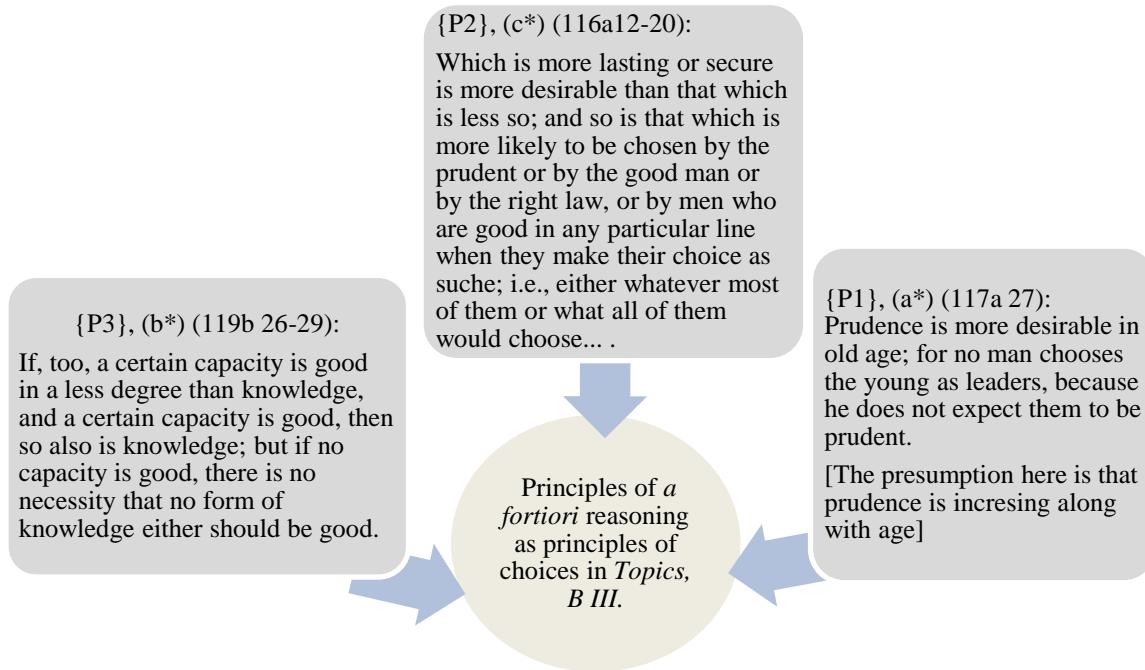 {P2}, (c*) (116a12-20):
Which is more lasting or secure
is more desirable than that which
is less so; and so is that which is
more likely to be chosen by the
prudent or by the good man or
by the right law, or by men who
are good in any particular line
when they make their choice as
suche; i.e., either whatever most
of them or what all of them
would choose... .
{P3}, (b*) (119b 26-29):
If, too, a certain capacity is good
in a less degree than knowledge,
and a certain capacity is good, then
so also is knowledge; but if no
capacity is good, there is no
necessity that no form of
knowledge either should be good.
{P1}, (a*) (117a 27):
Prudence is more desirable in
old age; for no man chooses
the young as leaders, because
he does not expect them to be
prudent.
[The presumption here is that
prudence is incresing along
with age]
Principles of a
fortiori reasoning
as principles of
choices in Topics,
B III.